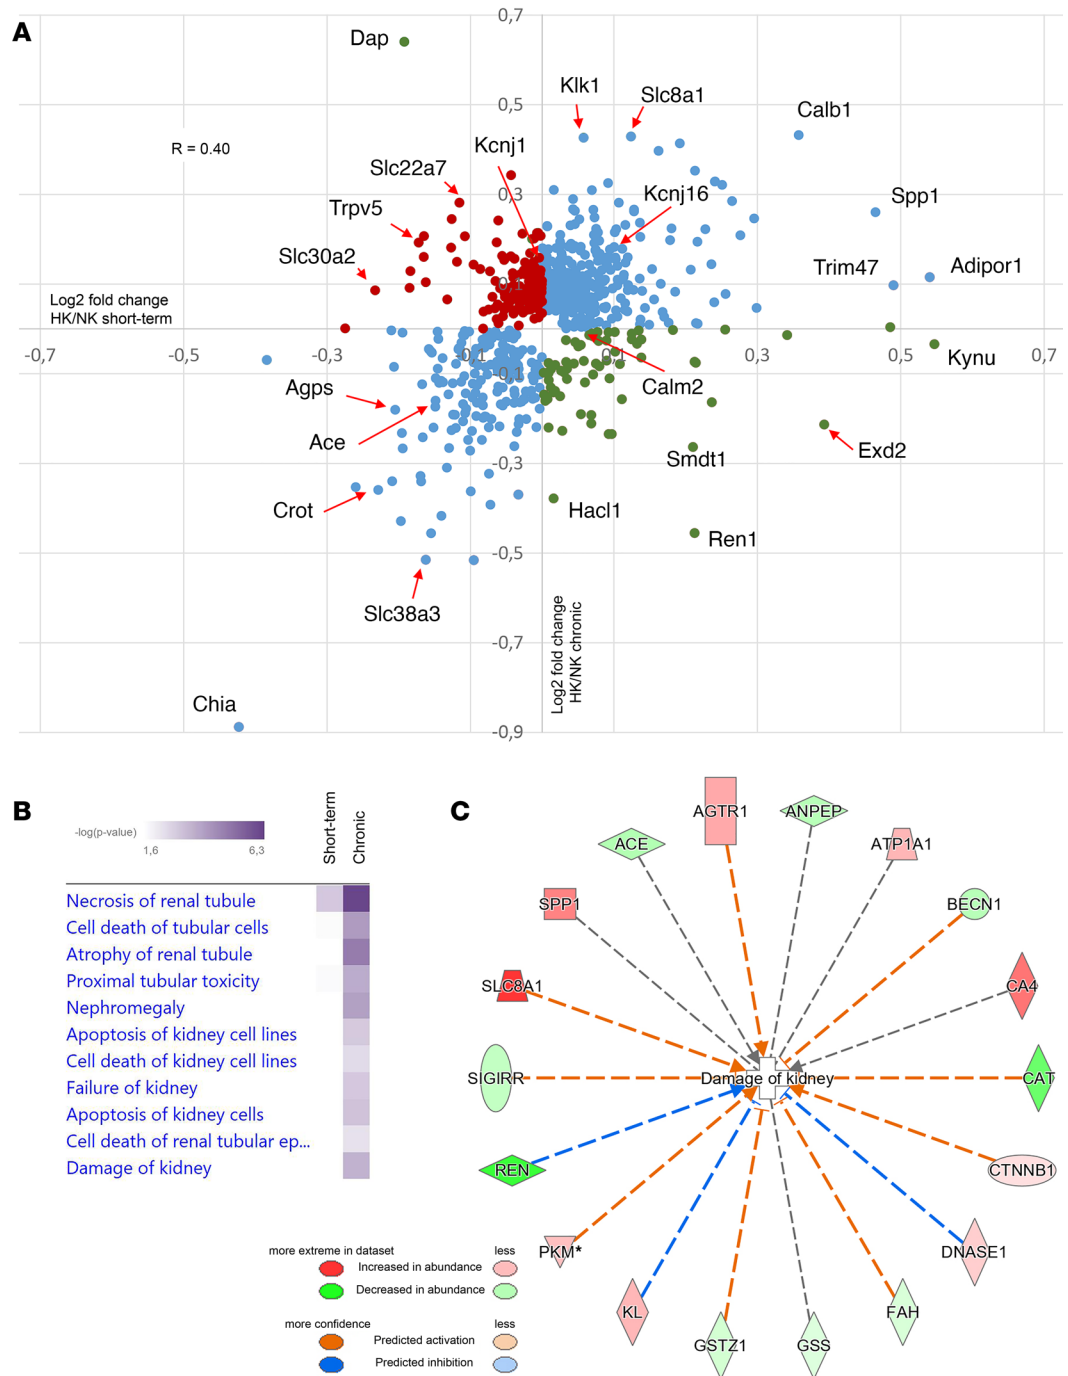 A
0,7
Dap
Klk1
Slc8a1
0,5
Calb1
R = 0.40
Kcnj1
Slc22a7
0,3
Kcnj16
Spp1
Trpv5
Slc30a2
Trim47
Adipor1
0,1
Log2 fold change
HK/NK short-term
-0,7
-0,5
-0,3
-0,1
0,1
0,3
0,5
0,7
-0,1
Kynu
Agps
Calm2
Ace
Exd2
-0,3
Smdt1
Crot
Hacl1
-0,5
Ren1
Slc38a3
-0,7
Log2 fold change
HK/NK chronic
Chia
-0,9
B
-log(p-value)
1,6
6,3
Short-term
Chronic
Necrosis of renal tubule
Cell death of tubular cells
Atrophy of renal tubule
Proximal tubular toxicity
Nephromegaly
Apoptosis of kidney cell lines
Cell death of kidney cell lines
Failure of kidney
Apoptosis of kidney cells
Cell death of renal tubular ep...
Damage of kidney
more extreme in dataset
less
Increased in abundance
Decreased in abundance
more confidence
less
Predicted activation
Predicted inhibition
C
AGTR1
ANPEP
ACE
ATP1A1
SPP1
BECN1
SLC8A1
CA4
SIGIRR
Damage of kidney
CAT
REN
CTNNB1
PKM*
DNASE1
KL
FAH
GSTZ1
GSS